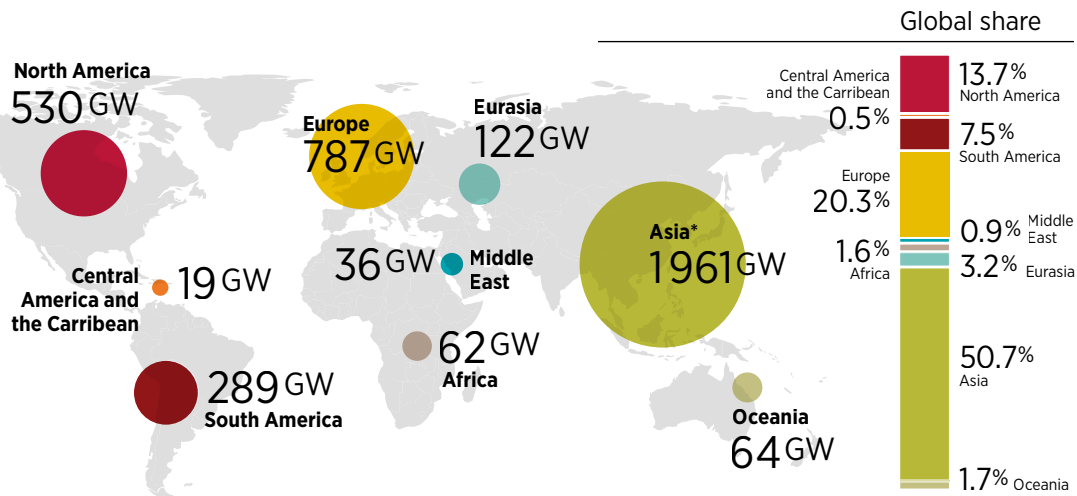 Global share
North America
530 GW
Europe
787 GW
Eurasia
122 GW
Asia*
1961 GW
36 GW
Middle
East
Central
America and
the Carribean
19 GW
62 GW
Africa
289 GW
South America
Oceania
64 GW
13.7%
North America
Central America
and the Carribean
0.5%
7.5%
South America
Europe
20.3%
0.9% Middle
East
1.6%
Africa
3.2% Eurasia
50.7%
Asia
1.7% Oceania